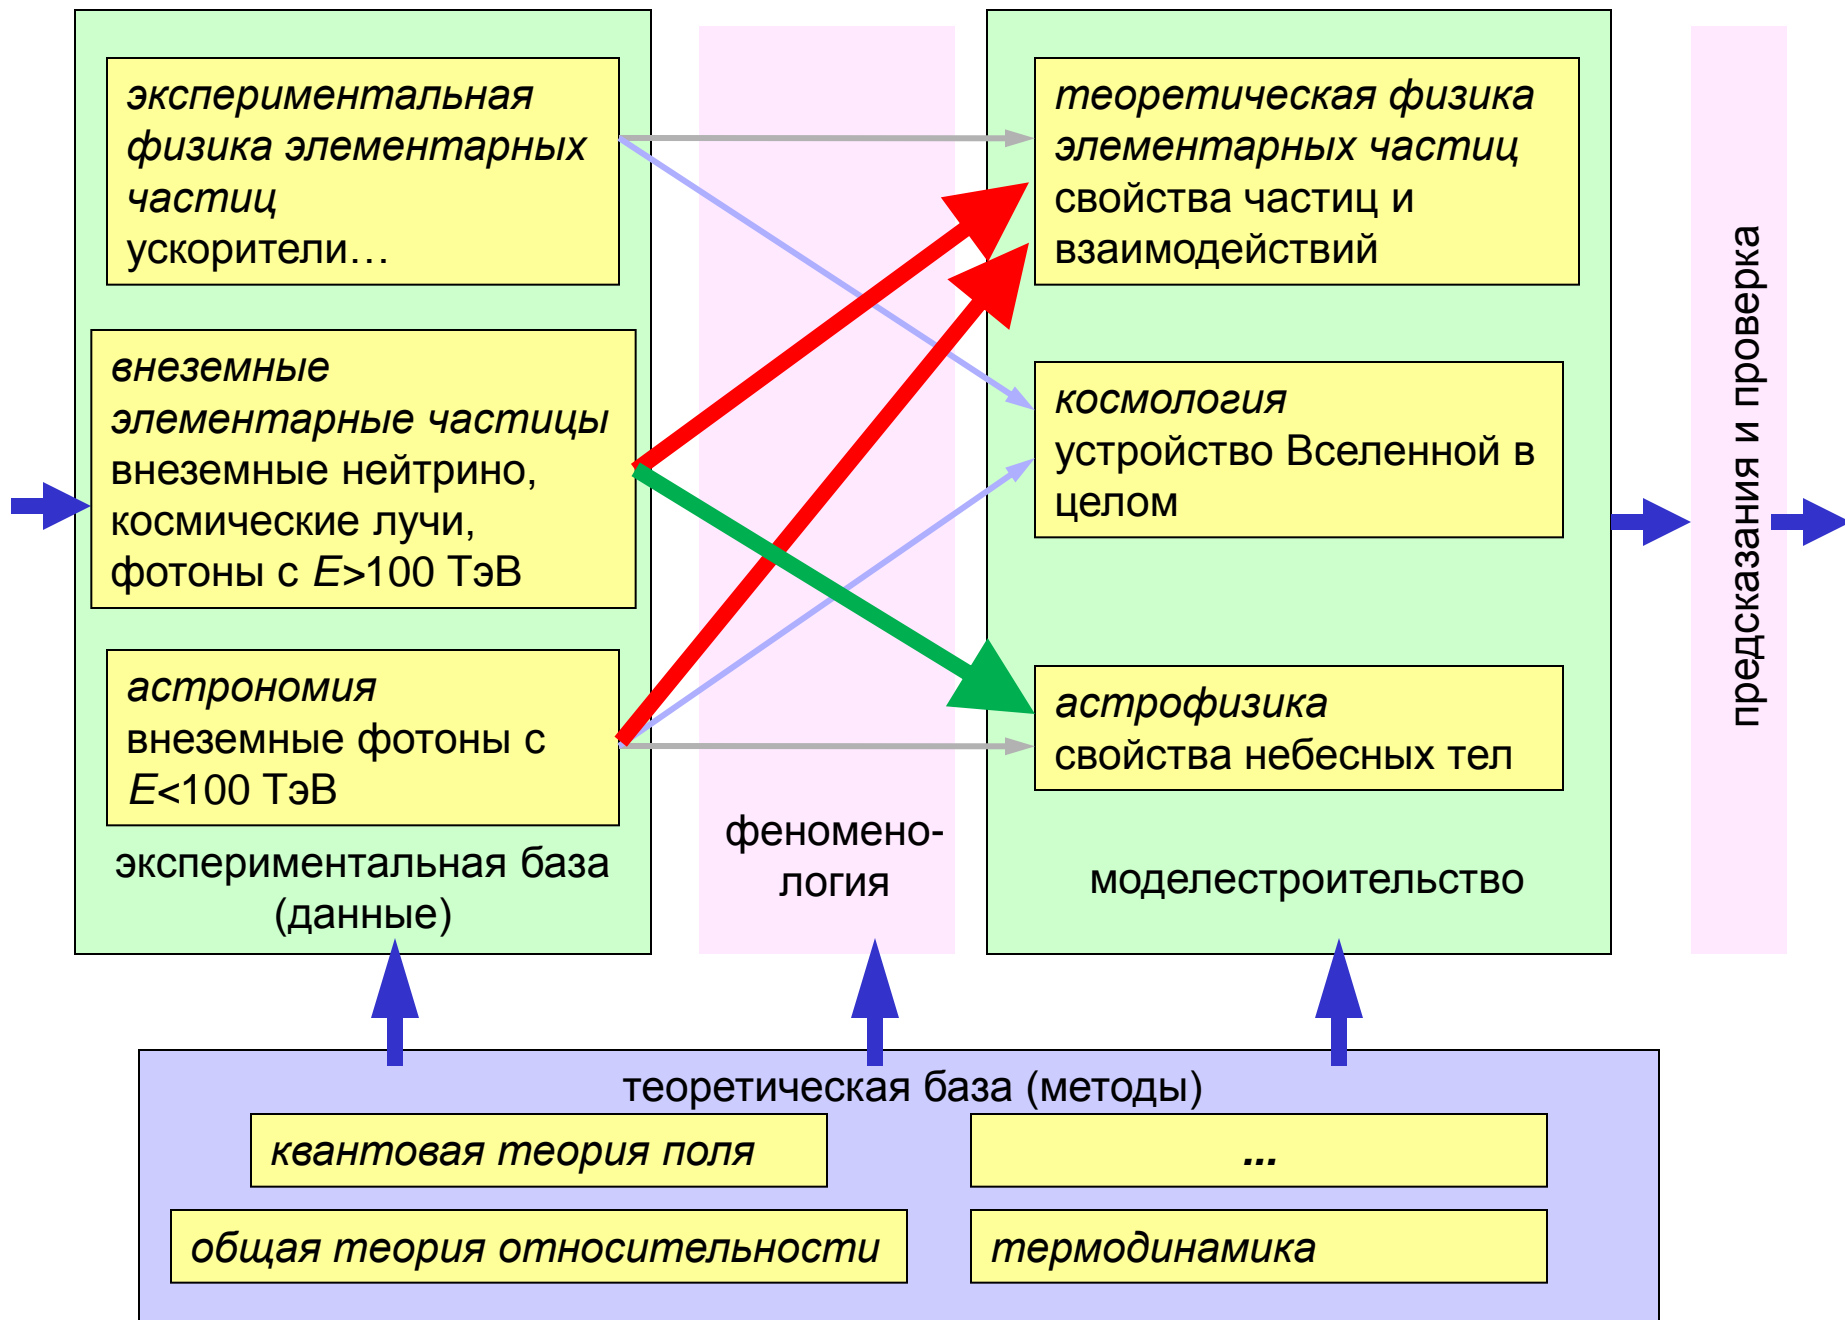 экспериментальная
физика элементарных
частиц
ускорители…
внеземные
элементарные частицы
внеземные нейтрино,
космические лучи,
фотоны с E>100 ТэВ
астрономия
внеземные фотоны с
E<100 ТэВ
экспериментальная база
(данные)
феномено-
логия
теоретическая физика
элементарных частиц
свойства частиц и
взаимодействий
космология
устройство Вселенной в
целом
астрофизика
свойства небесных тел
моделестроительство
предсказания и проверка
теоретическая база (методы)
квантовая теория поля
...
общая теория относительности
термодинамика